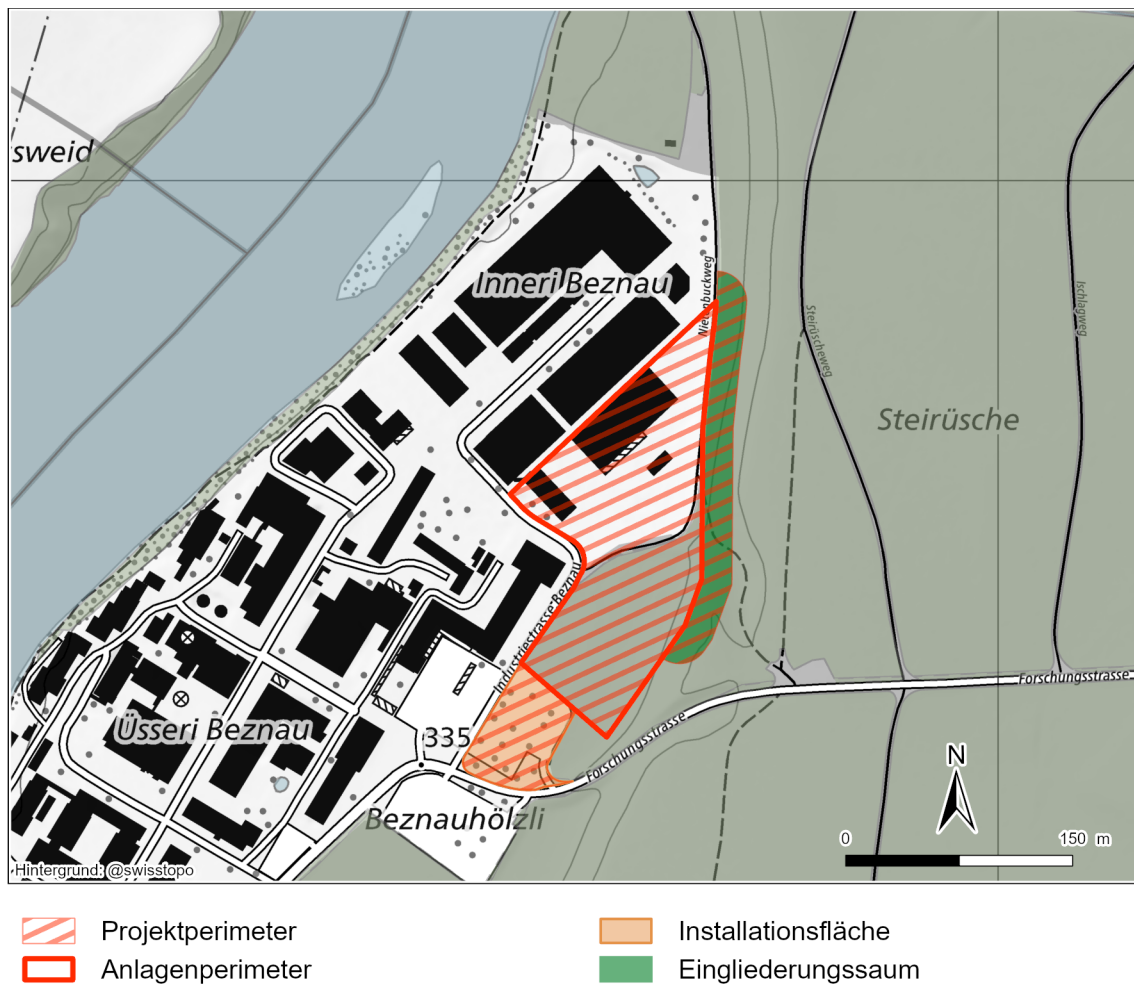 sweid
Inneri Beznau
Nietenbuckweg
Steirüscheweg
Ischlagweg
Steirüsche
Industriestrasse Beznau
Forschungsstrasse
Üsseri Beznau
335
Forschungsstrasse
Beznauhölzli
N
0 150 m
Hintergrund: @swisstopo
Projektperimeter
Installationsfläche
Anlagenperimeter
Eingliederungssaum